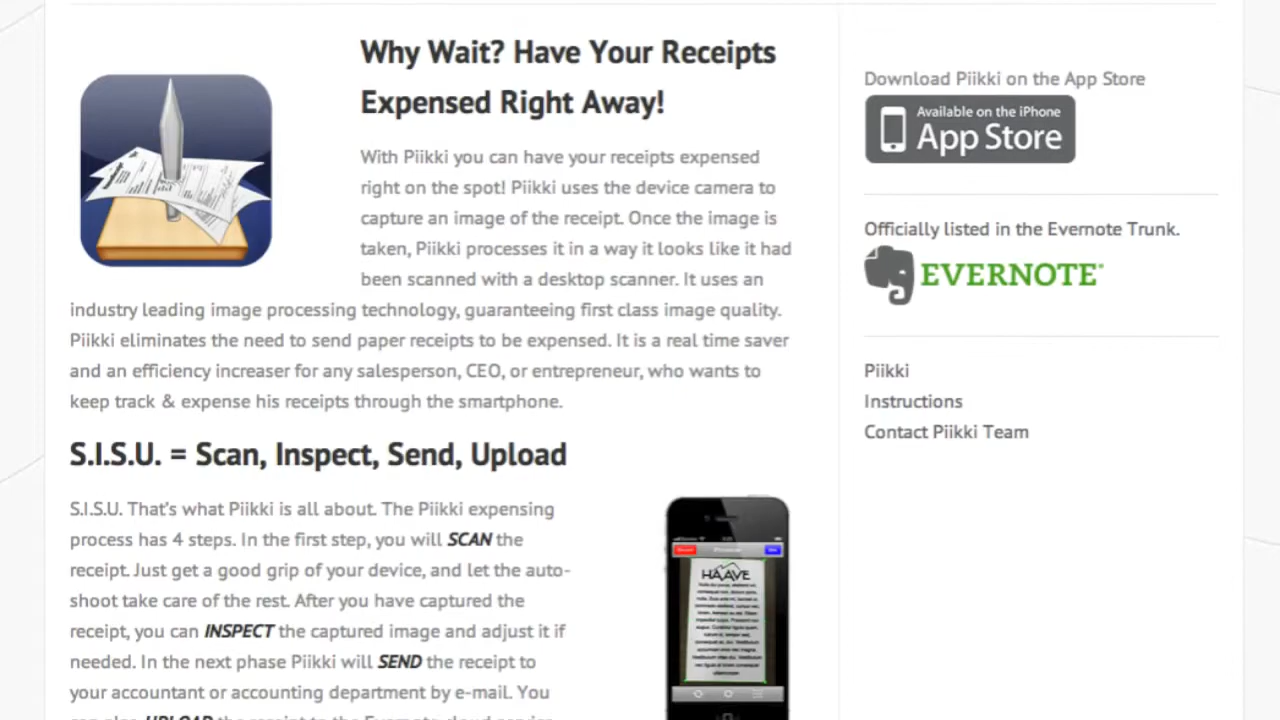 Why Wait? Have Your Receipts
Expensed Right Away!
With Piikki you can have your receipts expensed
right on the spot! Piikki uses the device camera to
capture an image of the receipt. Once the image is
taken, Piikki processes it in a way it looks like it had
been scanned with a desktop scanner. It uses an
industry leading image processing technology, guaranteeing first class image quality.
Piikki eliminates the need to send paper receipts to be expensed. It is a real time saver
and an efficiency increaser for any salesperson, CEO, or entrepreneur, who wants to
keep track & expense his receipts through the smartphone.
S.I.S.U. = Scan, Inspect, Send, Upload
S.I.S.U. That's what Piikki is all about. The Piikki expensing
process has 4 steps. In the first step, you will SCAN the
receipt. Just get a good grip of your device, and let the auto-
shoot take care of the rest. After you have captured the
receipt, you can INSPECT the captured image and adjust it if
needed. In the next phase Piikki will SEND the receipt to
your accountant or accounting department by e-mail. You
can also UPLOAD the receipt to the Evernote cloud service
HAAVE
Download Piikki on the App Store
Available on the iPhone
App Store
Officially listed in the Evernote Trunk.
EVERNOTE
Piikki
Instructions
Contact Piikki Team